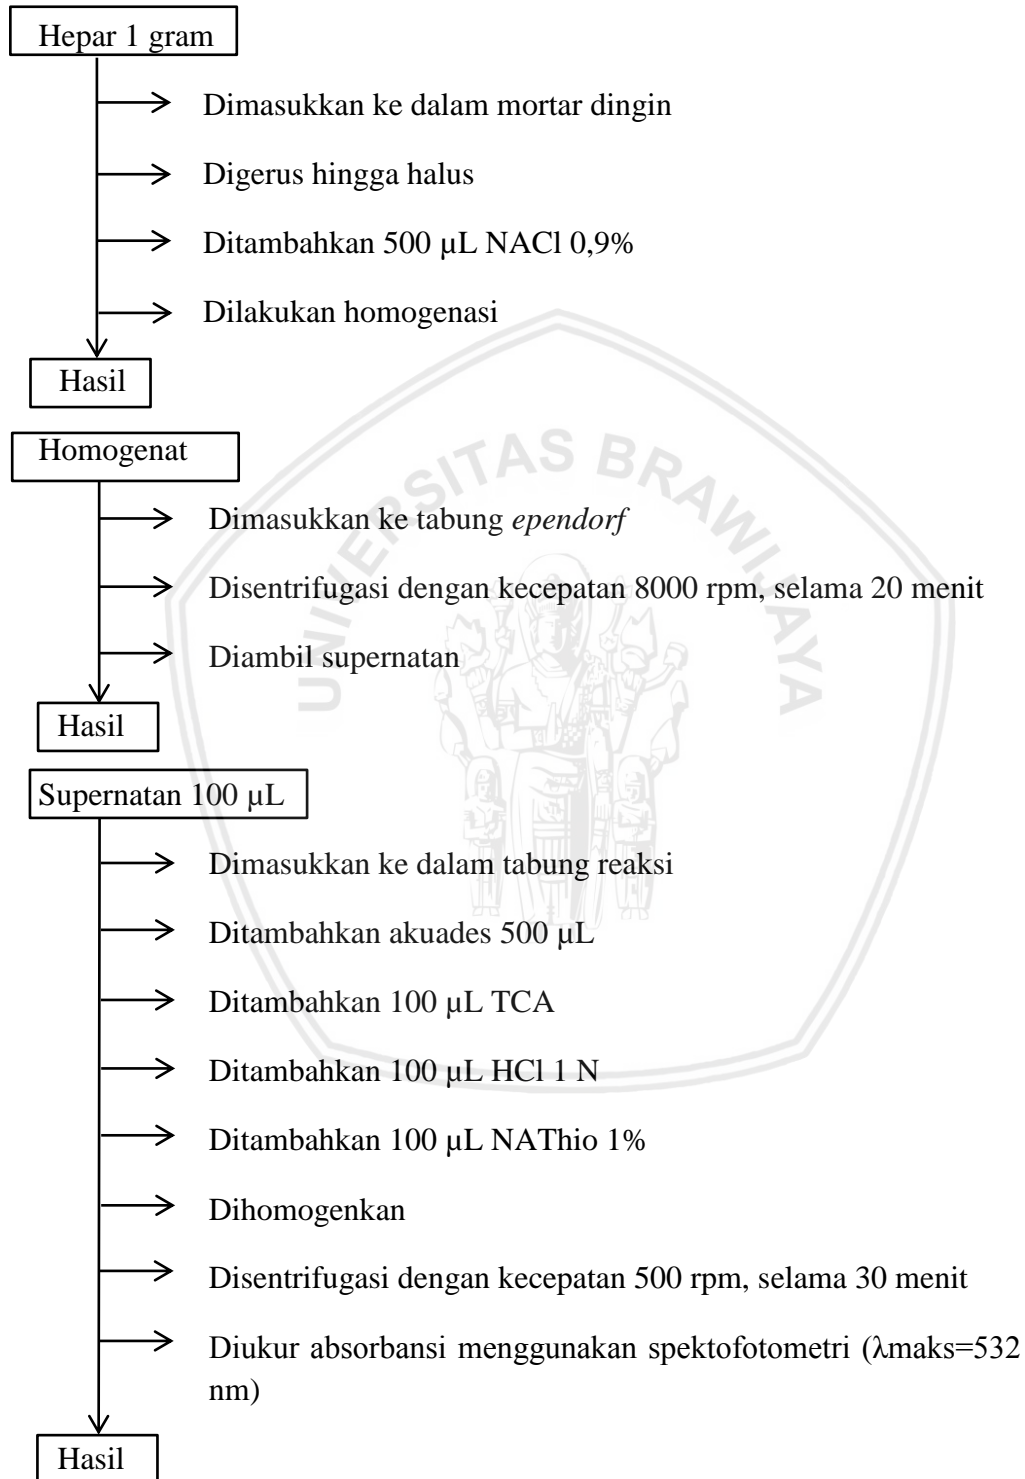 Hepar 1 gram
Dimasukkan ke dalam mortar dingin
Digerus hingga halus
Ditambahkan 500 µL NACl 0,9%
Dilakukan homogenasi
Hasil
Homogenat
Dimasukkan ke tabung ependorf
Disentrifugasi dengan kecepatan 8000 rpm, selama 20 menit
Diambil supernatan
Hasil
Supernatan 100 µL
Dimasukkan ke dalam tabung reaksi
Ditambahkan akuades 500 µL
Ditambahkan 100 µL TCA
Ditambahkan 100 µL HCl 1 N
Ditambahkan 100 µL NAThio 1%
Dihomogenkan
Disentrifugasi dengan kecepatan 500 rpm, selama 30 menit
Diukur absorbansi menggunakan spektofotometri (λmaks=532
nm)
Hasil
UNIVERSITAS BRAWIJAYA